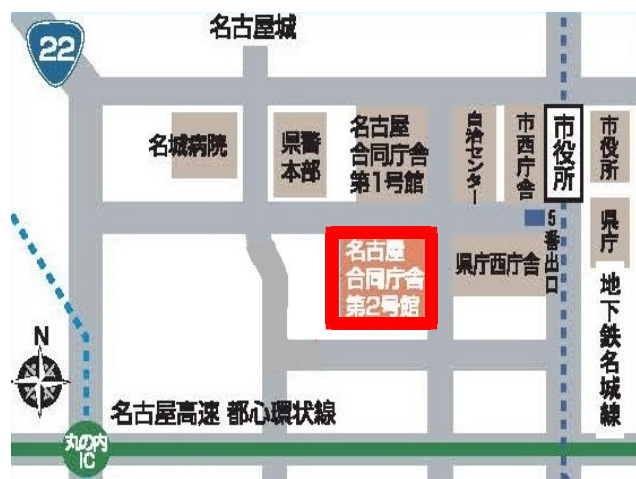 名古屋城
22
名城病院
県警
本部
名古屋
合同庁舎
第1号館
自治センター
市西庁舎
市役所
市役所
県庁
5番出口
名古屋
合同庁舎
第2号館
県庁西庁舎
地下鉄名城線
N
名古屋高速 都心環状線
丸の内
IC